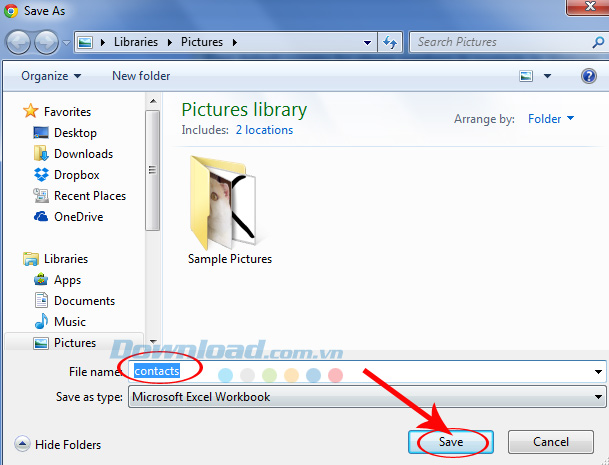 Save As
Libraries
Pictures
Search Pictures
Organize
New folder
Favorites
Desktop
Downloads
Dropbox
Recent Places
OneDrive
Libraries
Apps
Documents
Music
Pictures
Pictures library
Includes: 2 locations
Arrange by: Folder
Sample Pictures
Download.com.vn
File name: contacts
Save as type: Microsoft Excel Workbook
Hide Folders
Save
Cancel